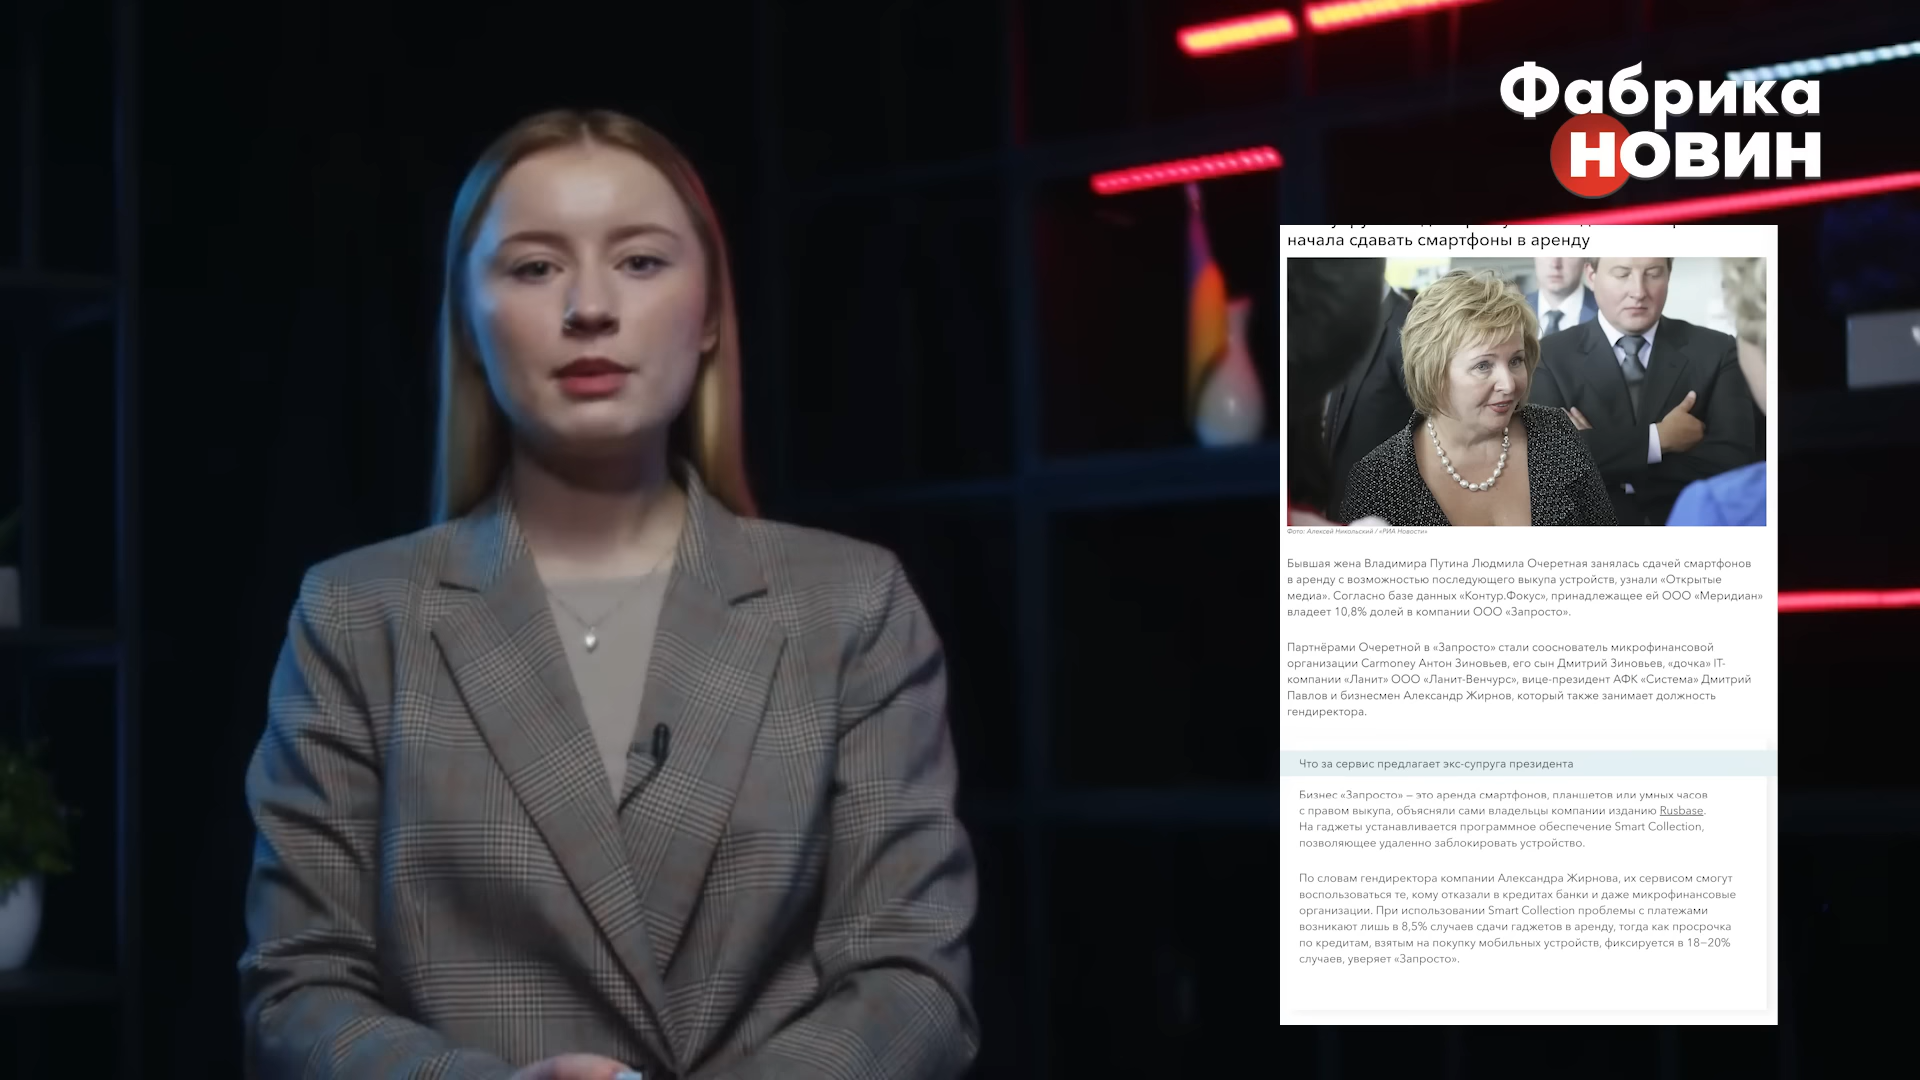 Фабрика
новин
начала сдавать смартфоны в аренду
Фото: Алексей Никольский / «РИА Новости»
Бывшая жена Владимира Путина Людмила Очеретная занялась сдачей смартфонов
в аренду с возможностью последующего выкупа устройств, узнали «Открытые
медиа». Согласно базе данных «Контур.Фокус», принадлежащее ей ООО «Меридиан»
владеет 10,8% долей в компании ООО «Запросто».
Партнёрами Очеретной в «Запросто» стали сооснователь микрофинансовой
организации Carmoney Антон Зиновьев, его сын Дмитрий Зиновьев, «дочка» IT-
компании «Ланит» ООО «Ланит-Венчурс», вице-президент АФК «Система» Дмитрий
Павлов и бизнесмен Александр Жирнов, который также занимает должность
гендиректора.
Что за сервис предлагает экс-супруга президента
Бизнес «Запросто» — это аренда смартфонов, планшетов или умных часов
с правом выкупа, объясняли сами владельцы компании изданию Rusbase.
На гаджеты устанавливается программное обеспечение Smart Collection,
позволяющее удаленно заблокировать устройство.
По словам гендиректора компании Александра Жирнова, их сервисом смогут
воспользоваться те, кому отказали в кредитах банки и даже микрофинансовые
организации. При использовании Smart Collection проблемы с платежами
возникают лишь в 8,5% случаев сдачи гаджетов в аренду, тогда как просрочка
по кредитам, взятым на покупку мобильных устройств, фиксируется в 18–20%
случаев, уверяет «Запросто».